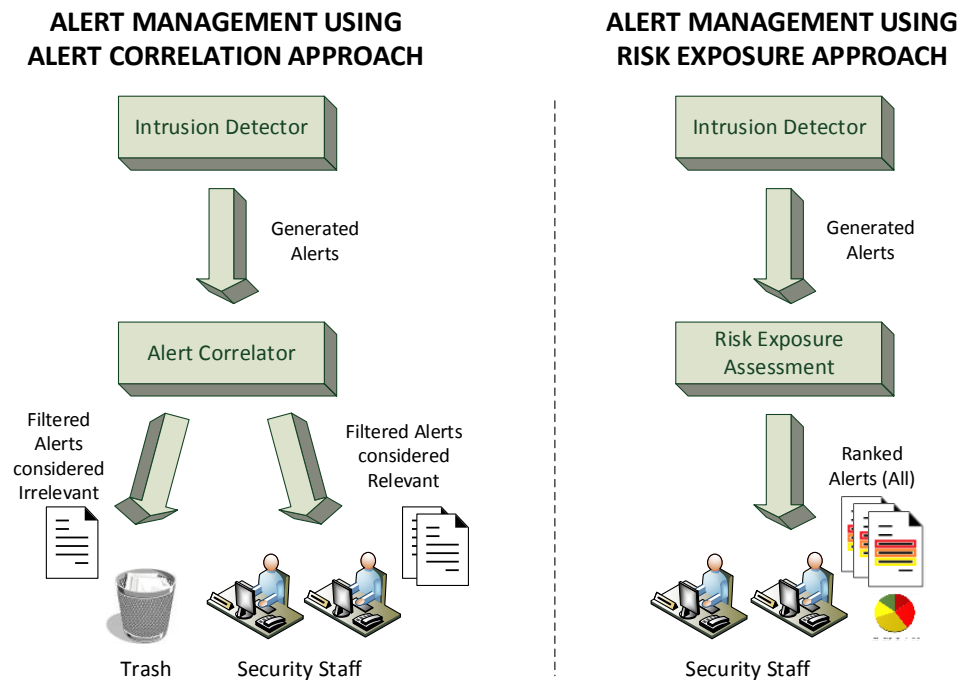 ALERT MANAGEMENT USING
ALERT CORRELATION APPROACH
Intrusion Detector
Generated
Alerts
Alert Correlator
Filtered
Alerts
considered
Irrelevant
Filtered Alerts
considered
Relevant
Trash
Security Staff
ALERT MANAGEMENT USING
RISK EXPOSURE APPROACH
Intrusion Detector
Generated
Alerts
Risk Exposure
Assessment
Ranked
Alerts (All)
Security Staff